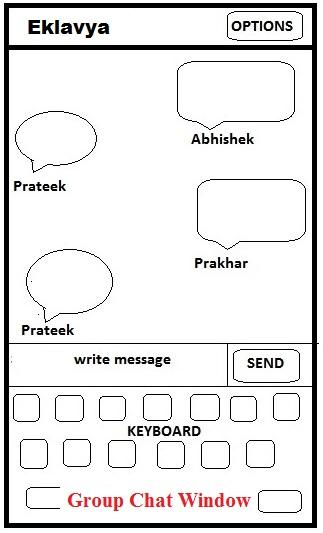 Eklavya
OPTIONS
Abhishek
Prateek
Prakhar
Prateek
write message
SEND
KEYBOARD
Group Chat Window